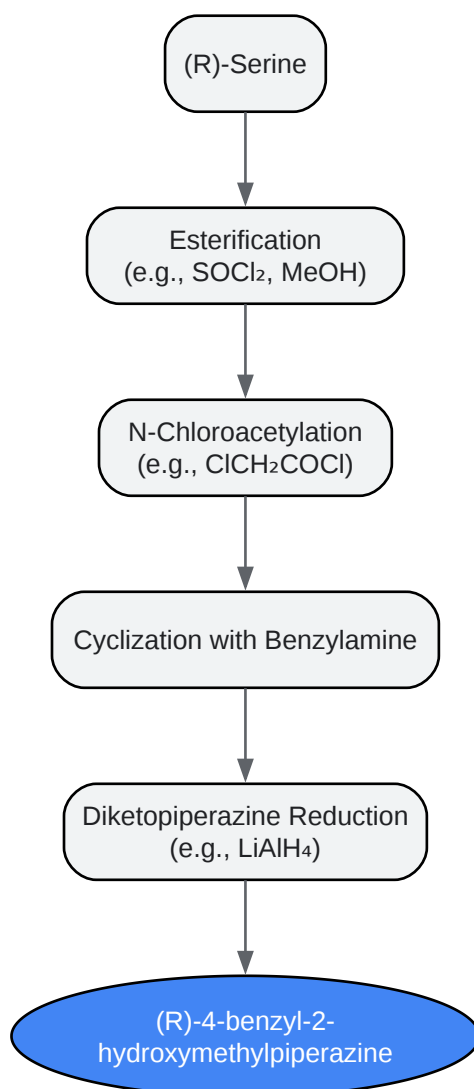 (R)-Serine
Esterification
(e.g., SOCl₂, MeOH)
N-Chloroacetylation
(e.g., ClCH₂COCl)
Cyclization with Benzylamine
Diketopiperazine Reduction
(e.g., LiAlH₄)
(R)-4-benzyl-2-
hydroxymethylpiperazine